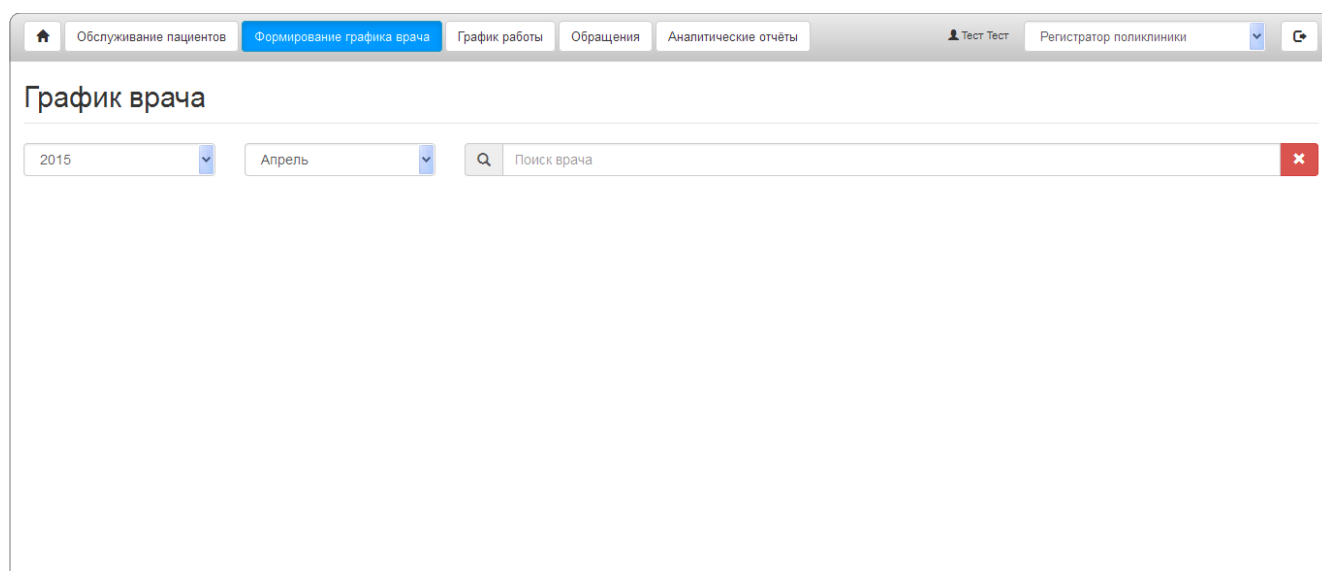 Обслуживание пациентов Формирование графика врача График работы Обращения Аналитические отчёты Тест Тест Регистратор поликлиники
График врача
2015 Апрель Поиск врача